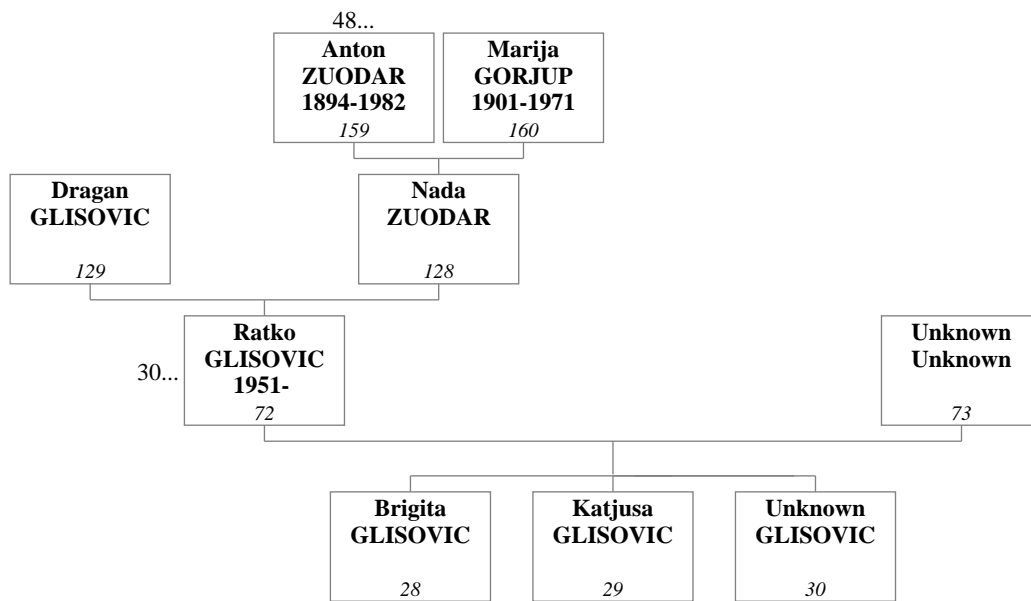 48...
Anton
ZUODAR
1894-1982
159
Marija
GORJUP
1901-1971
160
Dragan
GLISOVIC
129
Nada
ZUODAR
128
30...
Ratko
GLISOVIC
1951-
72
Unknown
Unknown
73
Brigita
GLISOVIC
28
Katjusa
GLISOVIC
29
Unknown
GLISOVIC
30